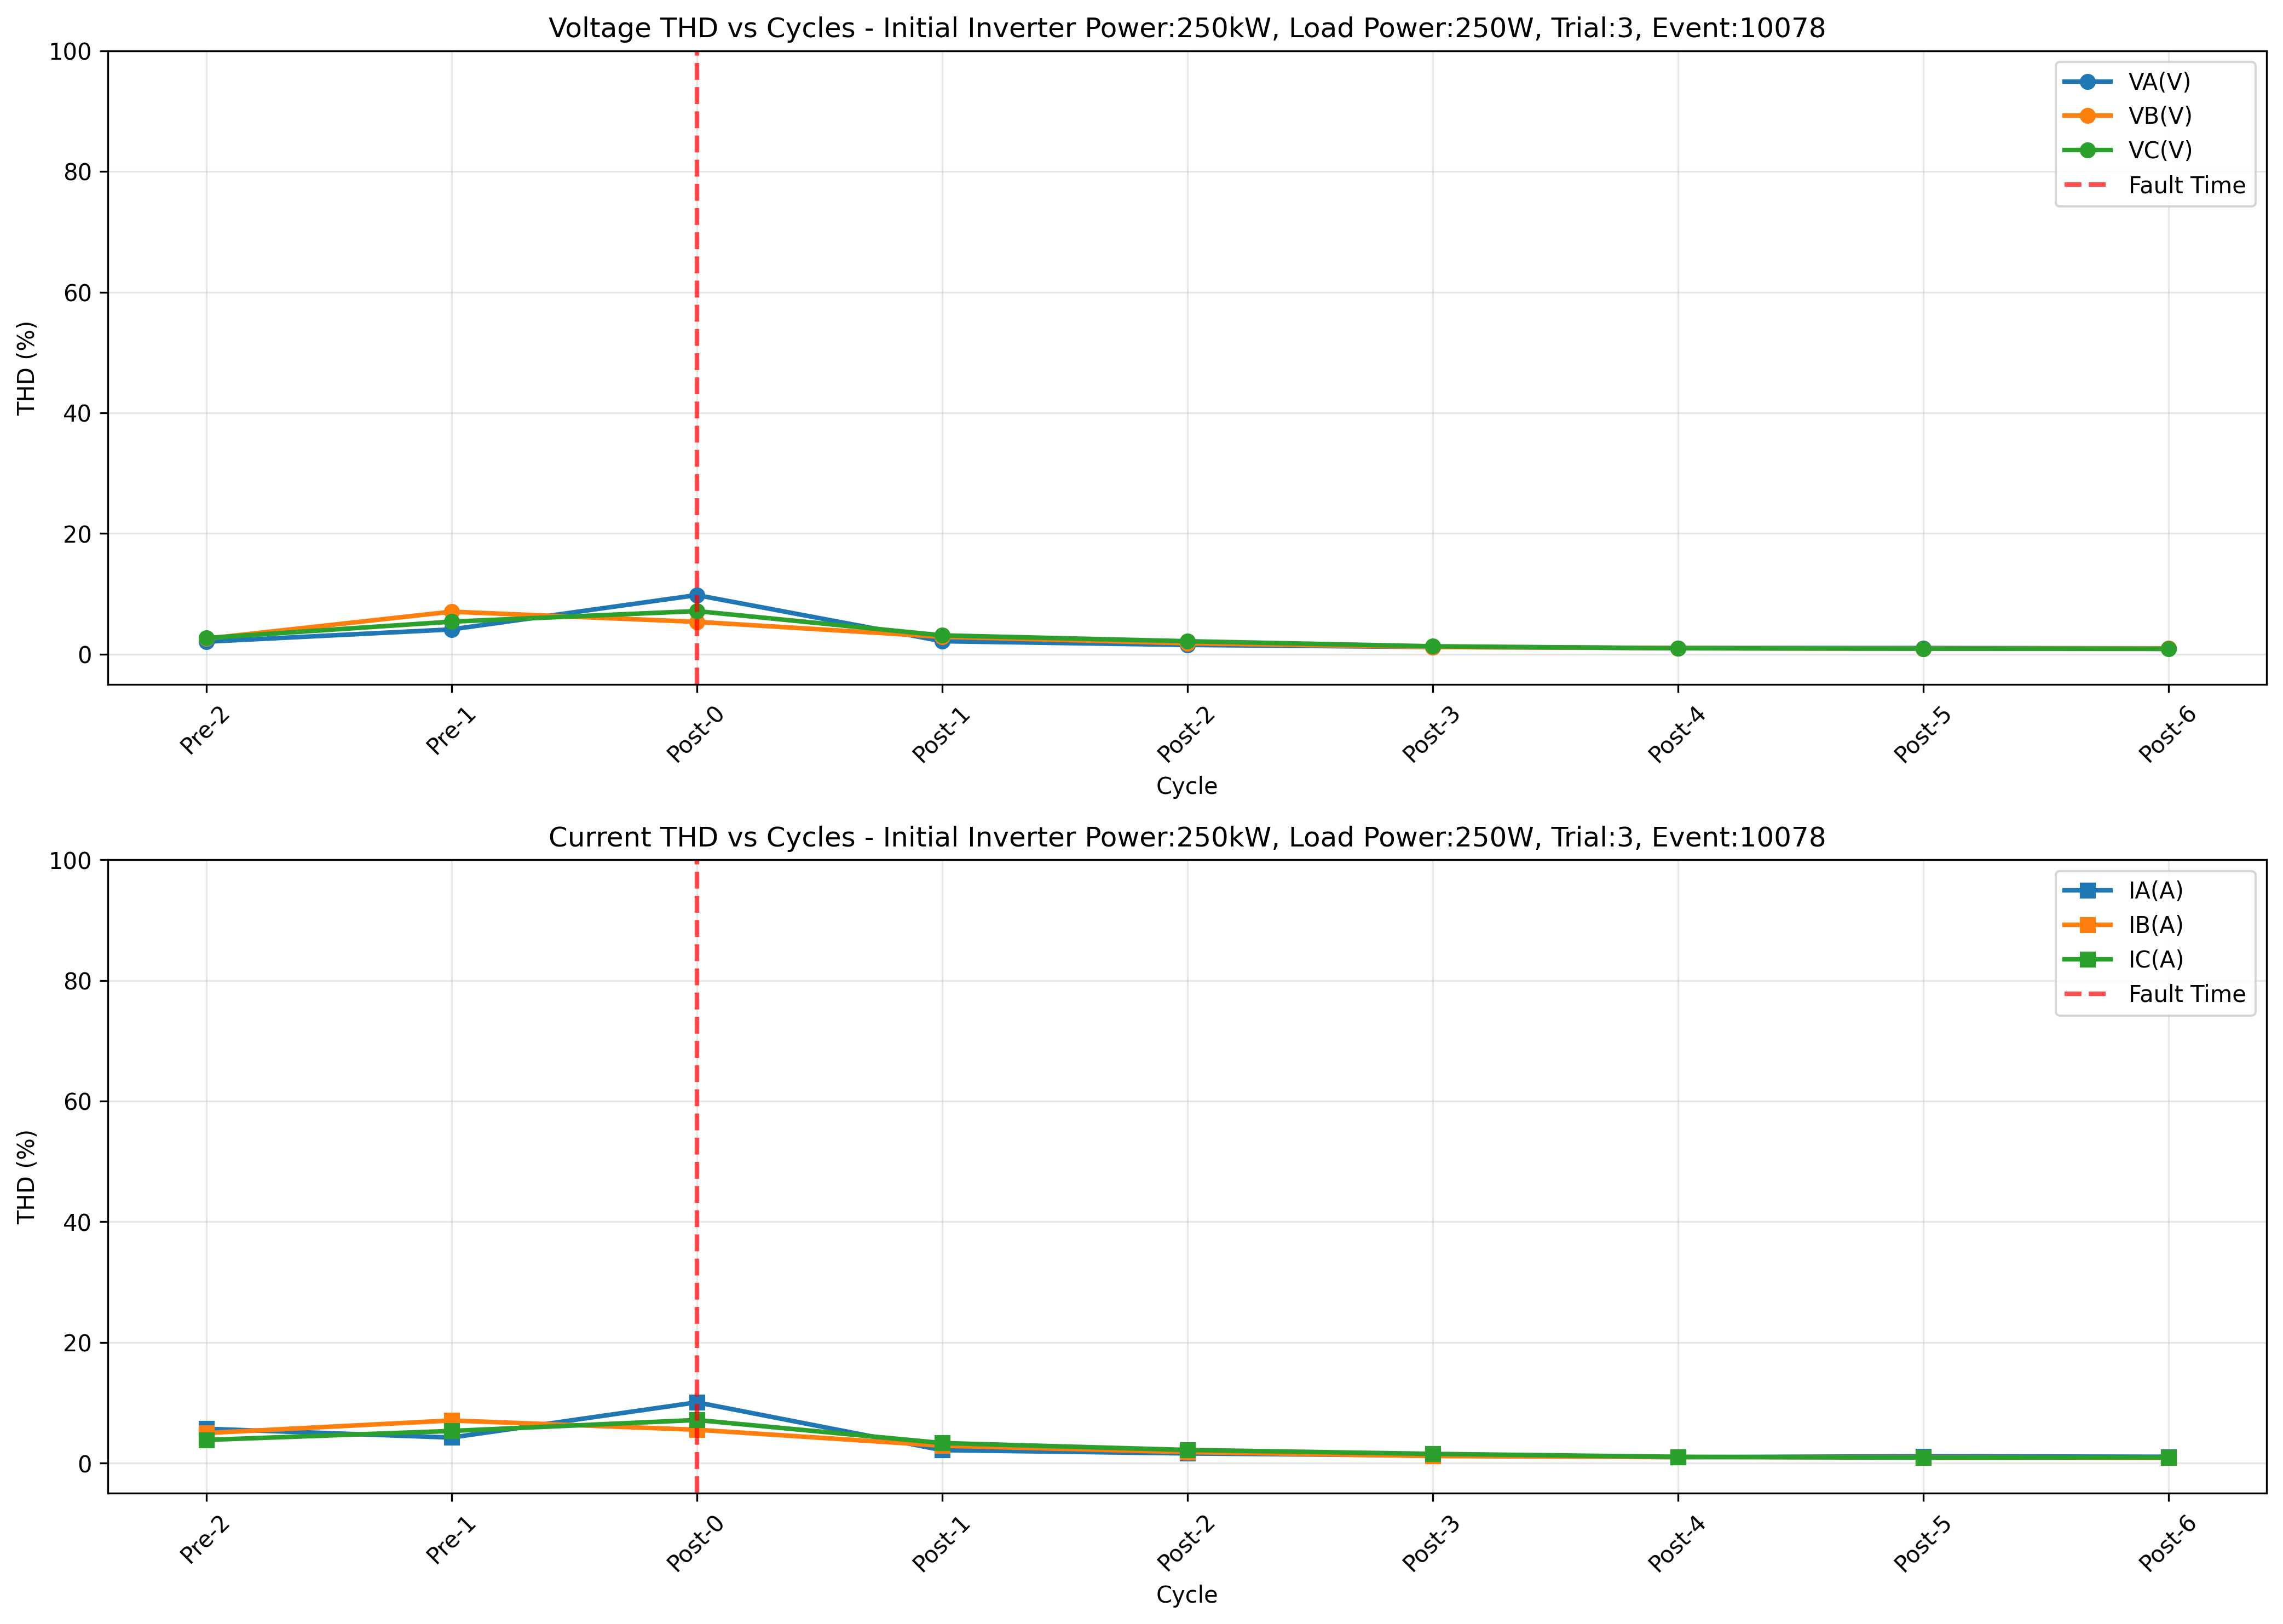 Voltage THD vs Cycles - Initial Inverter Power:250kW, Load Power:250W, Trial:3, Event:10078
100
80
60
40
20
0
THD (%)
VA(V)
VB(V)
VC(V)
Fault Time
Pre-2
Pre-1
Post-0
Post-1
Post-2
Post-3
Post-4
Post-5
Post-6
Cycle
Current THD vs Cycles - Initial Inverter Power:250kW, Load Power:250W, Trial:3, Event:10078
100
80
60
40
20
0
THD (%)
IA(A)
IB(A)
IC(A)
Fault Time
Pre-2
Pre-1
Post-0
Post-1
Post-2
Post-3
Post-4
Post-5
Post-6
Cycle